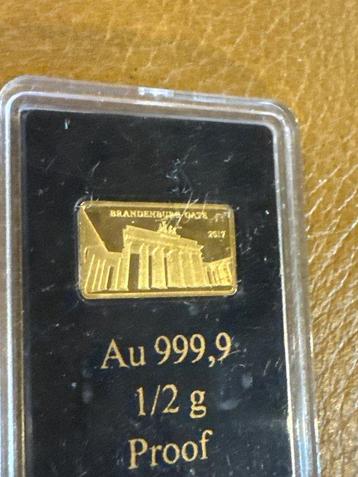 BRANDENBURG GATE
2017
Au 999,9
1/2 g
Proof